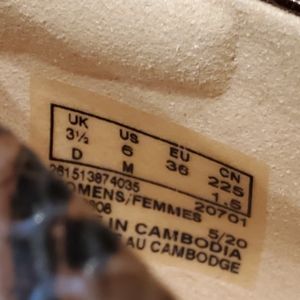 UK US EU CN
3½ 6 36 225
D M 1.5
261513874035 20701
WOMENS/FEMMES
5/20
IN CAMBODIA
AU CAMBODGE